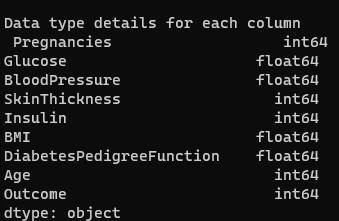 Data type details for each column
 Pregnancies                   int64
Glucose                     float64
BloodPressure               float64
SkinThickness                 int64
Insulin                       int64
BMI                         float64
DiabetesPedigreeFunction    float64
Age                           int64
Outcome                       int64
dtype: object